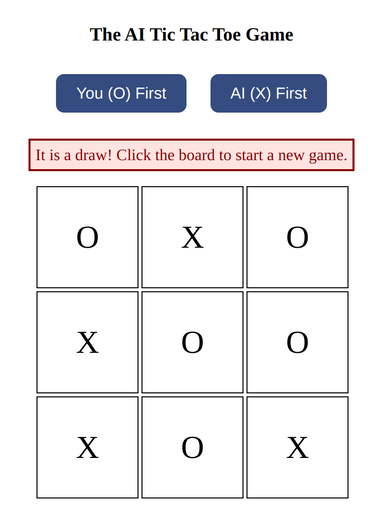 The AI Tic Tac Toe Game
You (O) First AI (X) First
It is a draw! Click the board to start a new game.
O X O
X O O
X O X